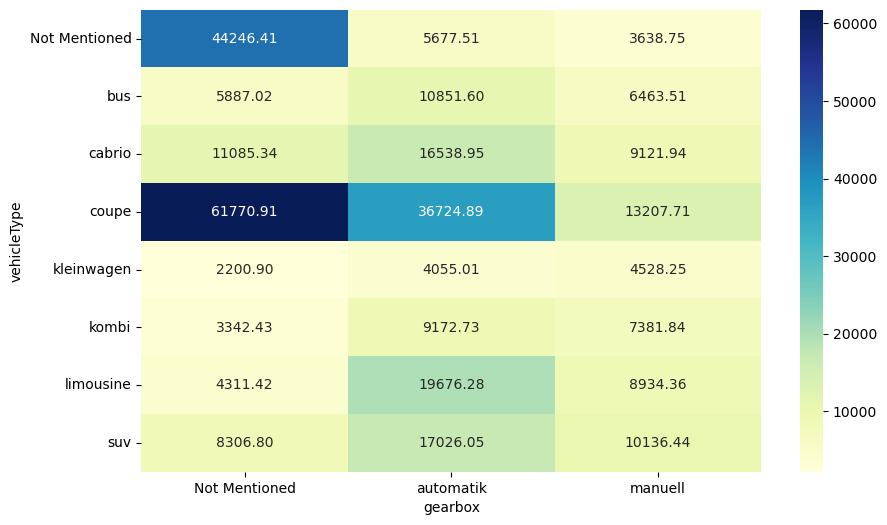 Not Mentioned 44246.41 5677.51 3638.75
bus 5887.02 10851.60 6463.51
cabrio 11085.34 16538.95 9121.94
coupe 61770.91 36724.89 13207.71
kleinwagen 2200.90 4055.01 4528.25
kombi 3342.43 9172.73 7381.84
limousine 4311.42 19676.28 8934.36
suv 8306.80 17026.05 10136.44
Not Mentioned automatik manuell
gearbox
vehicleType
60000
50000
40000
30000
20000
10000